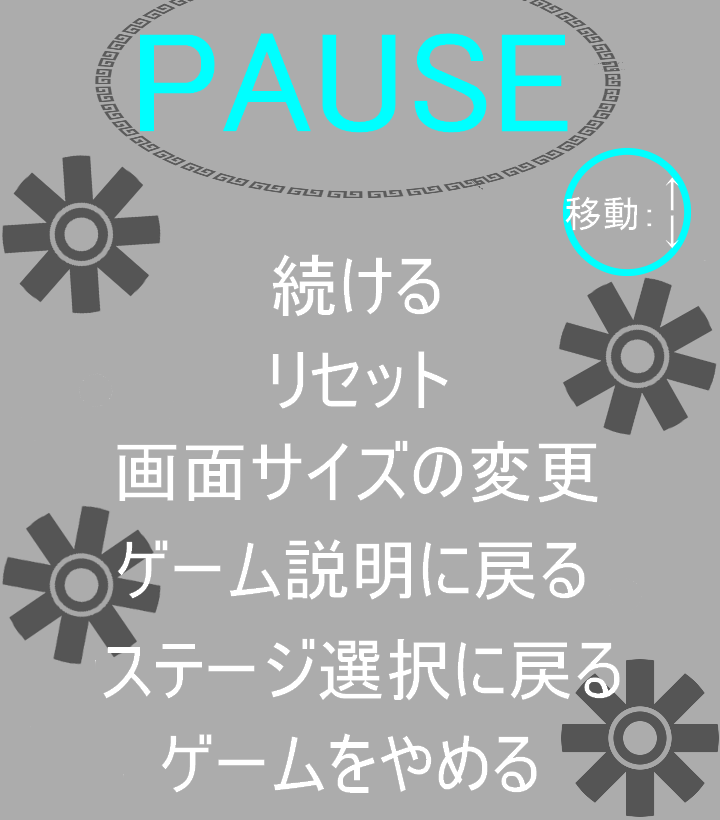 PAUSE
移動:↑↓
続ける
リセット
画面サイズの変更
ゲーム説明に戻る
ステージ選択に戻る
ゲームをやめる